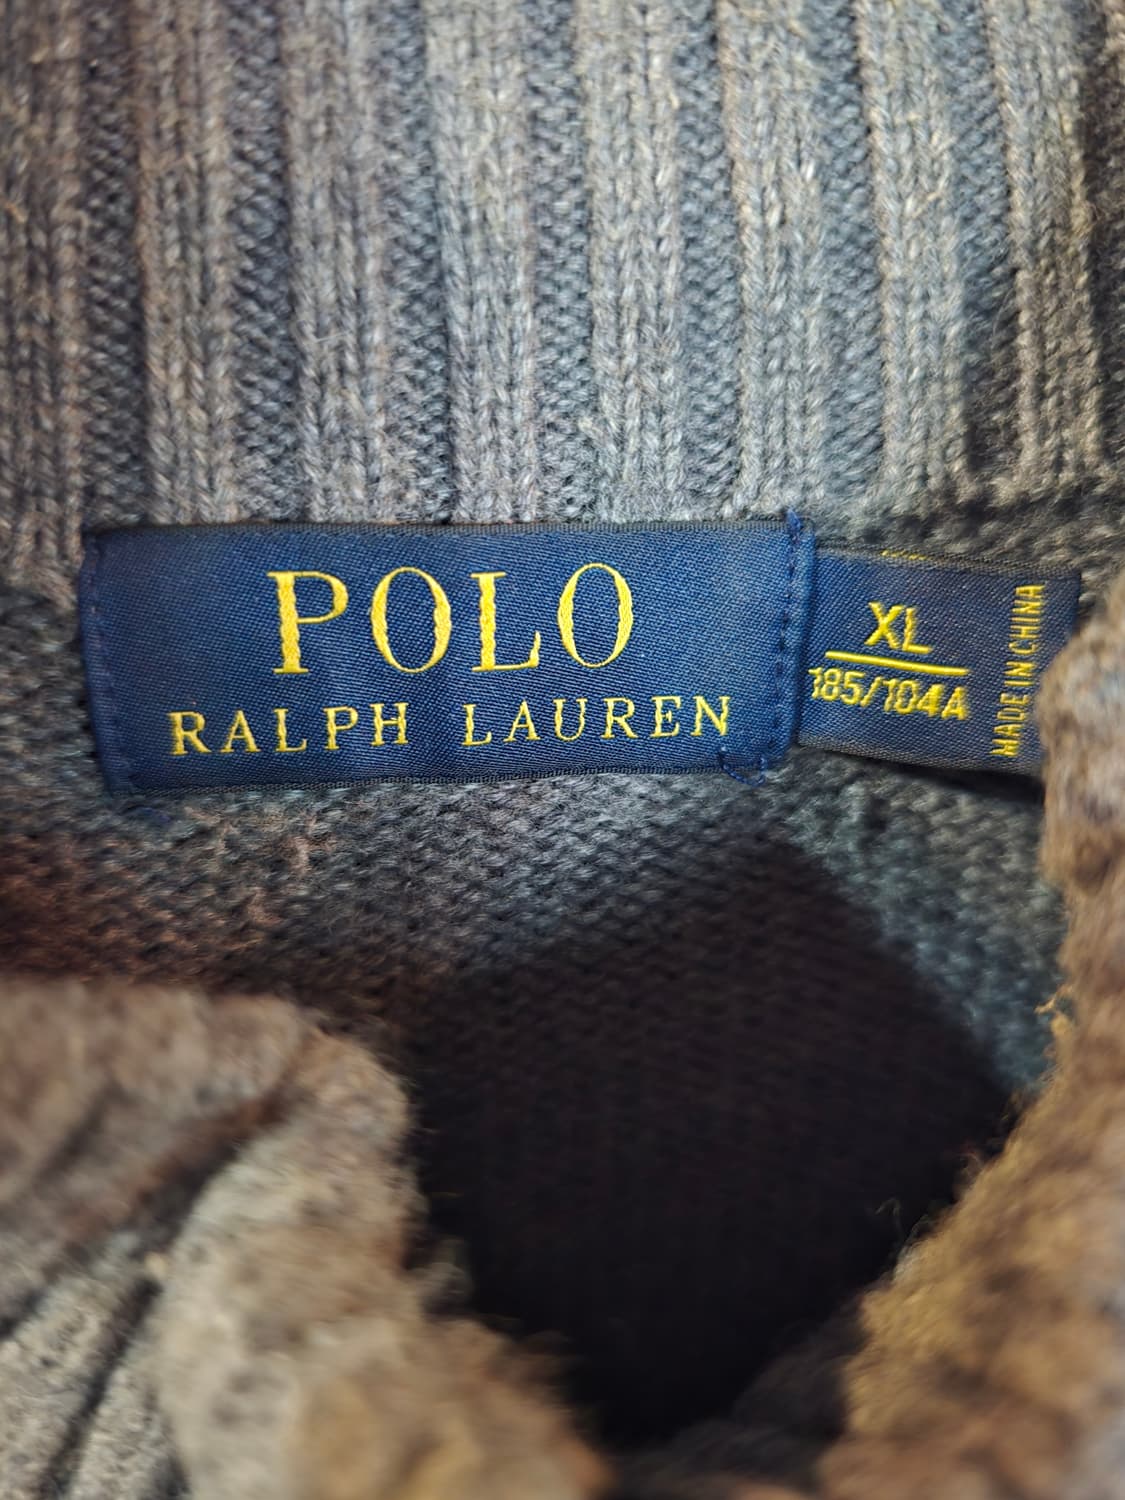 POLO
RALPH LAUREN
XL
185/104A
MADE IN CHINA